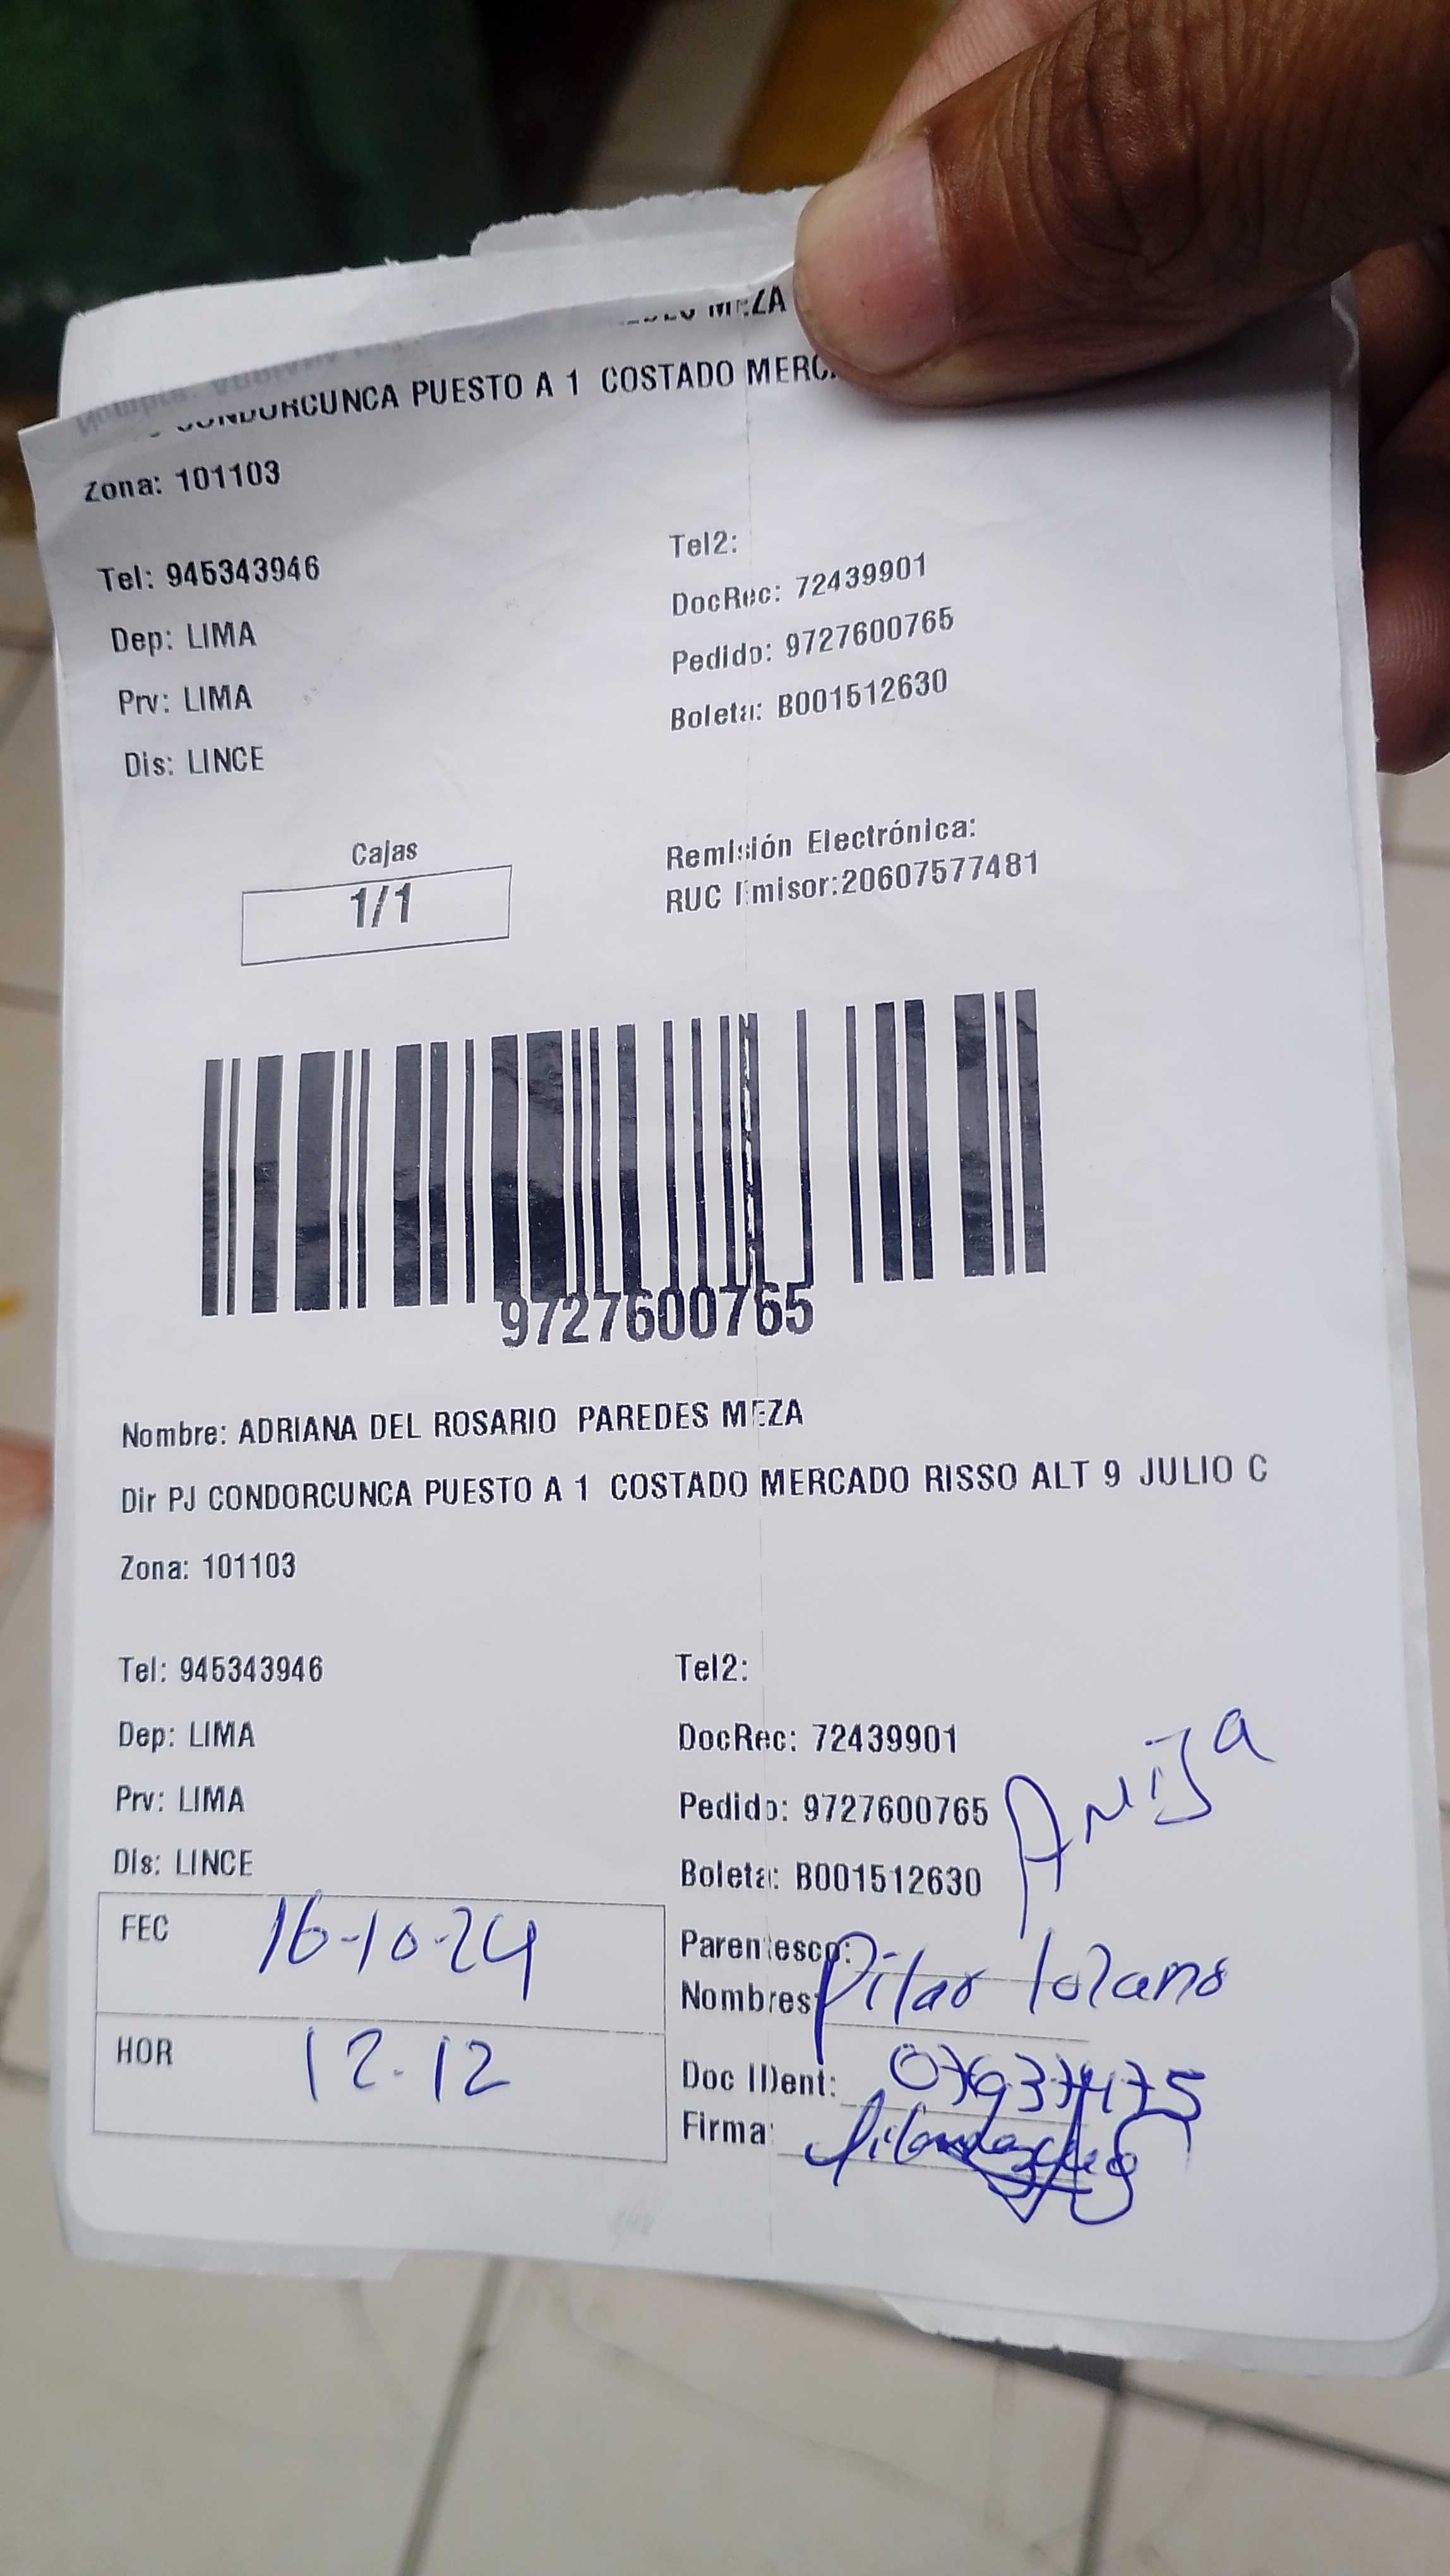 MEZA
CONDORCUNCA PUESTO A 1 COSTADO MERC
Zona: 101103
Tel: 945343946
Tel2:
Dep: LIMA
DocRec: 72439901
Prv: LIMA
Pedido: 9727600765
Dis: LINCE
Boleta: B001512630
Cajas
1/1
Remisión Electrónica:
RUC Emisor:20607577481
9727600765
Nombre: ADRIANA DEL ROSARIO PAREDES MEZA
Dir PJ CONDORCUNCA PUESTO A 1 COSTADO MERCADO RISSO ALT 9 JULIO C
Zona: 101103
Tel: 945343946
Tel2:
Dep: LIMA
DocRec: 72439901
Prv: LIMA
Pedido: 9727600765
Dis: LINCE
Boleta: B001512630
Amiga
FEC 16-10-24
Parentesco:
Nombres: Pilar
HOR 12-12
Doc IDent:
Firma: